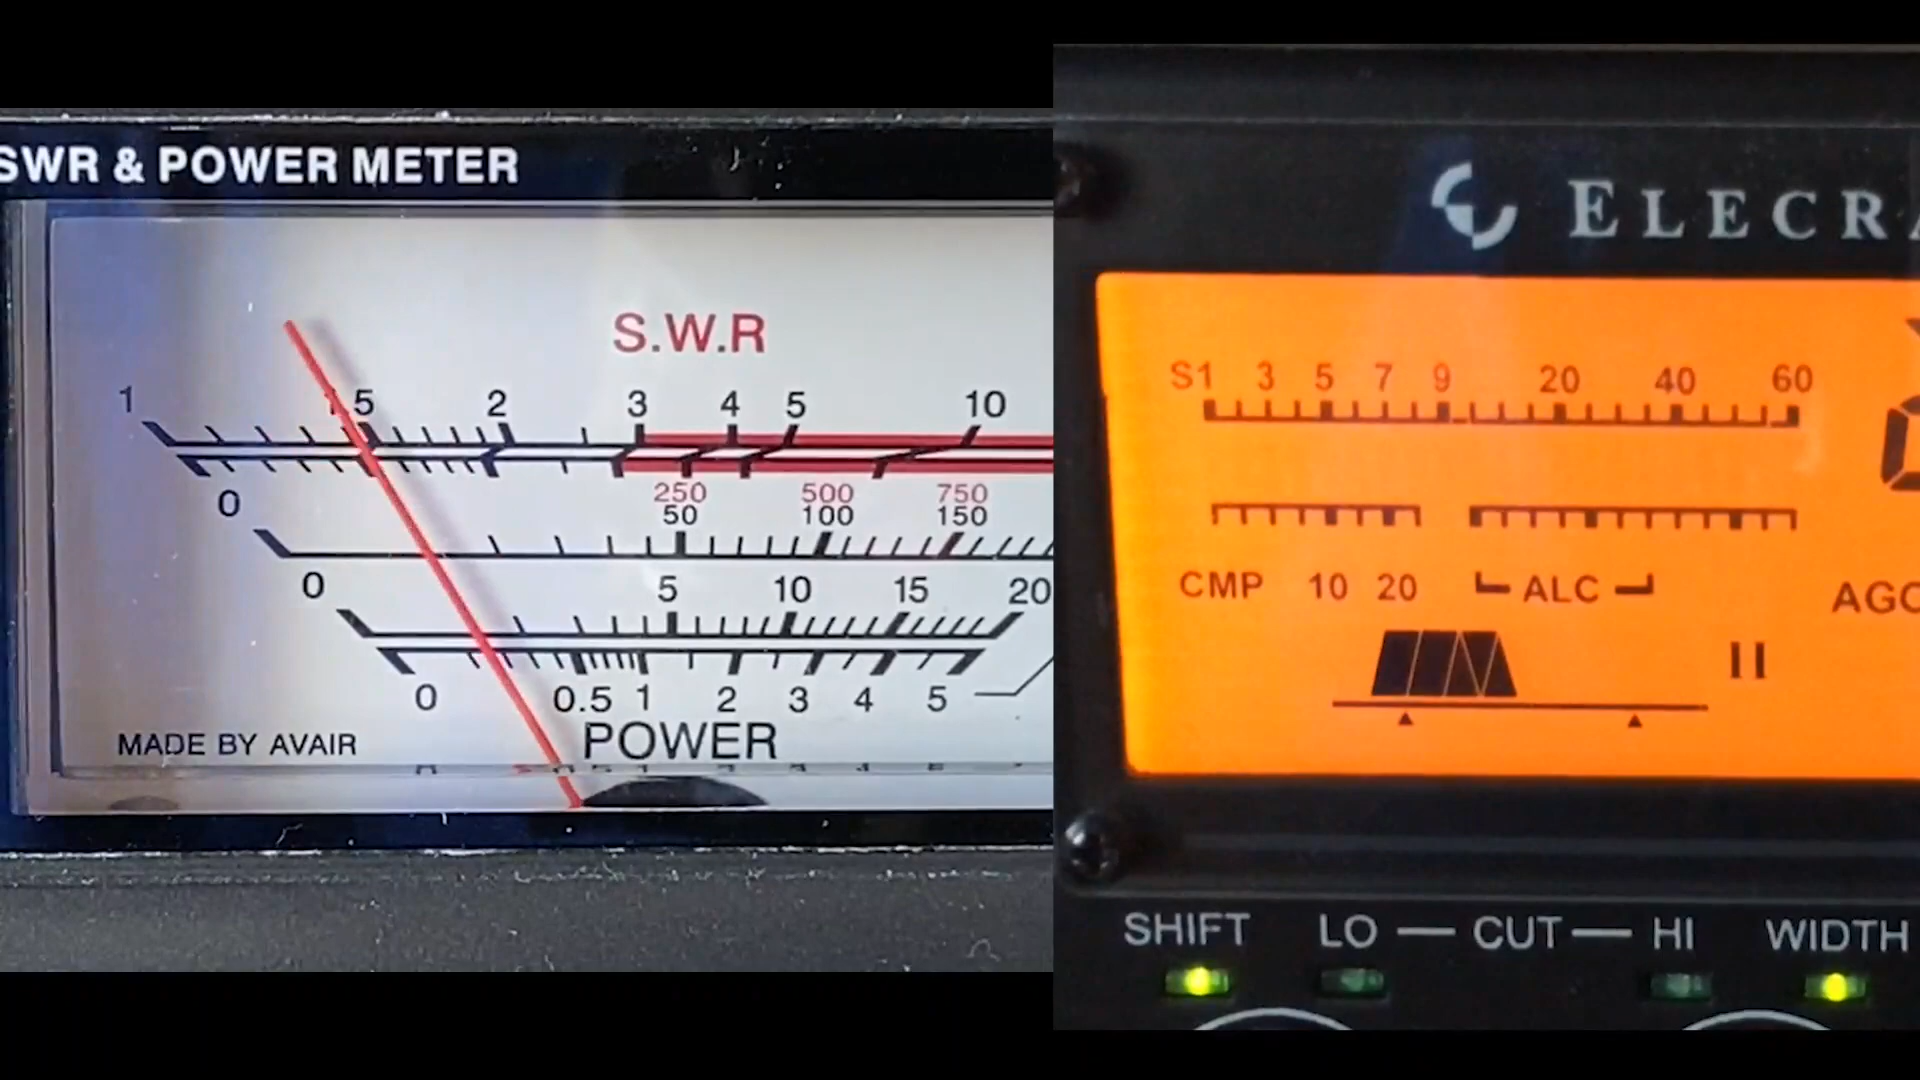 SWR & POWER METER
S.W.R
1 1.5 2 3 4 5 10
250 500 750
0 50 100 150
0 5 10 15 20
0 0.5 1 2 3 4 5
POWER
MADE BY AVAIR
ELECRA
S1 3 5 7 9 20 40 60
CMP 10 20 ALC AGC
SHIFT LO — CUT — HI WIDTH